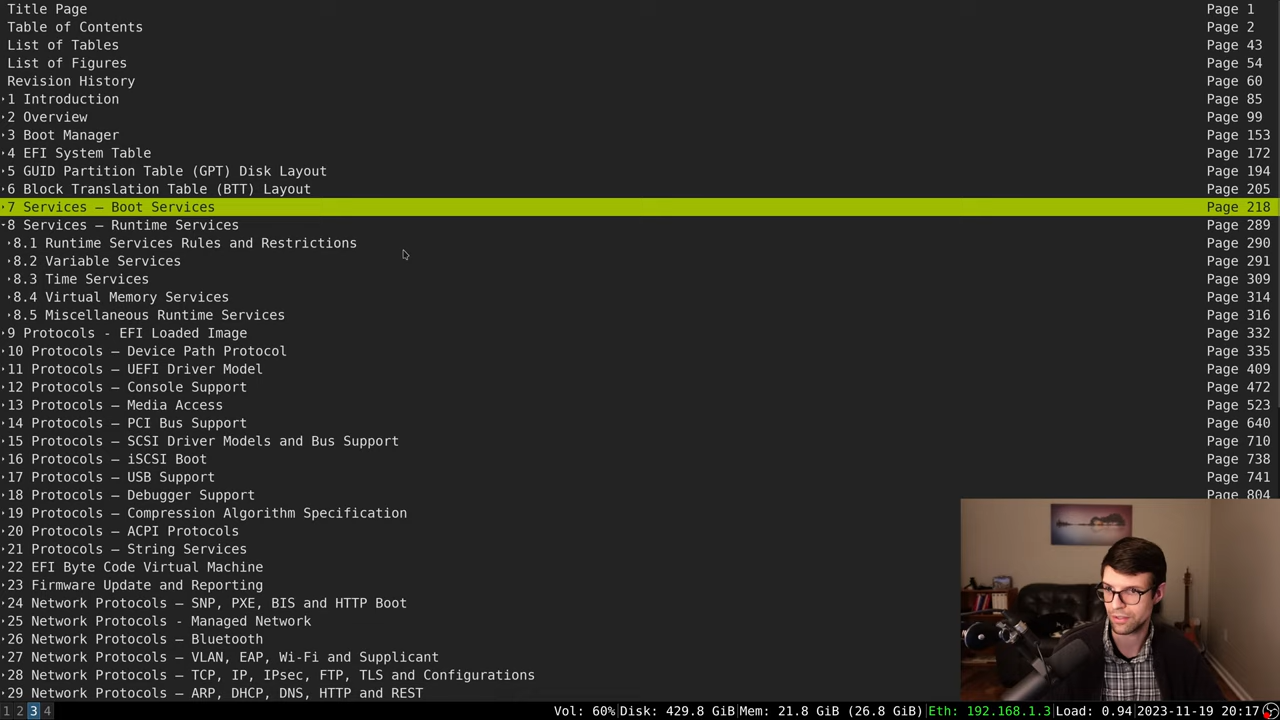 Title Page Page 1
Table of Contents Page 2
List of Tables Page 43
List of Figures Page 54
Revision History Page 60
1 Introduction Page 85
2 Overview Page 99
3 Boot Manager Page 153
4 EFI System Table Page 172
5 GUID Partition Table (GPT) Disk Layout Page 194
6 Block Translation Table (BTT) Layout Page 205
7 Services — Boot Services Page 218
8 Services — Runtime Services Page 289
8.1 Runtime Services Rules and Restrictions Page 290
8.2 Variable Services Page 291
8.3 Time Services Page 309
8.4 Virtual Memory Services Page 314
8.5 Miscellaneous Runtime Services Page 316
9 Protocols - EFI Loaded Image Page 332
10 Protocols — Device Path Protocol Page 335
11 Protocols — UEFI Driver Model Page 409
12 Protocols — Console Support Page 472
13 Protocols — Media Access Page 523
14 Protocols — PCI Bus Support Page 640
15 Protocols — SCSI Driver Models and Bus Support Page 710
16 Protocols — iSCSI Boot Page 738
17 Protocols — USB Support Page 741
18 Protocols — Debugger Support Page 804
19 Protocols — Compression Algorithm Specification
20 Protocols — ACPI Protocols
21 Protocols — String Services
22 EFI Byte Code Virtual Machine
23 Firmware Update and Reporting
24 Network Protocols — SNP, PXE, BIS and HTTP Boot
25 Network Protocols - Managed Network
26 Network Protocols — Bluetooth
27 Network Protocols — VLAN, EAP, Wi-Fi and Supplicant
28 Network Protocols — TCP, IP, IPsec, FTP, TLS and Configurations
29 Network Protocols — ARP, DHCP, DNS, HTTP and REST
1 2 3 4 Vol: 60%|Disk: 429.8 GiB|Mem: 21.8 GiB (26.8 GiB)|Eth: 192.168.1.3|Load: 0.94|2023-11-19 20:17